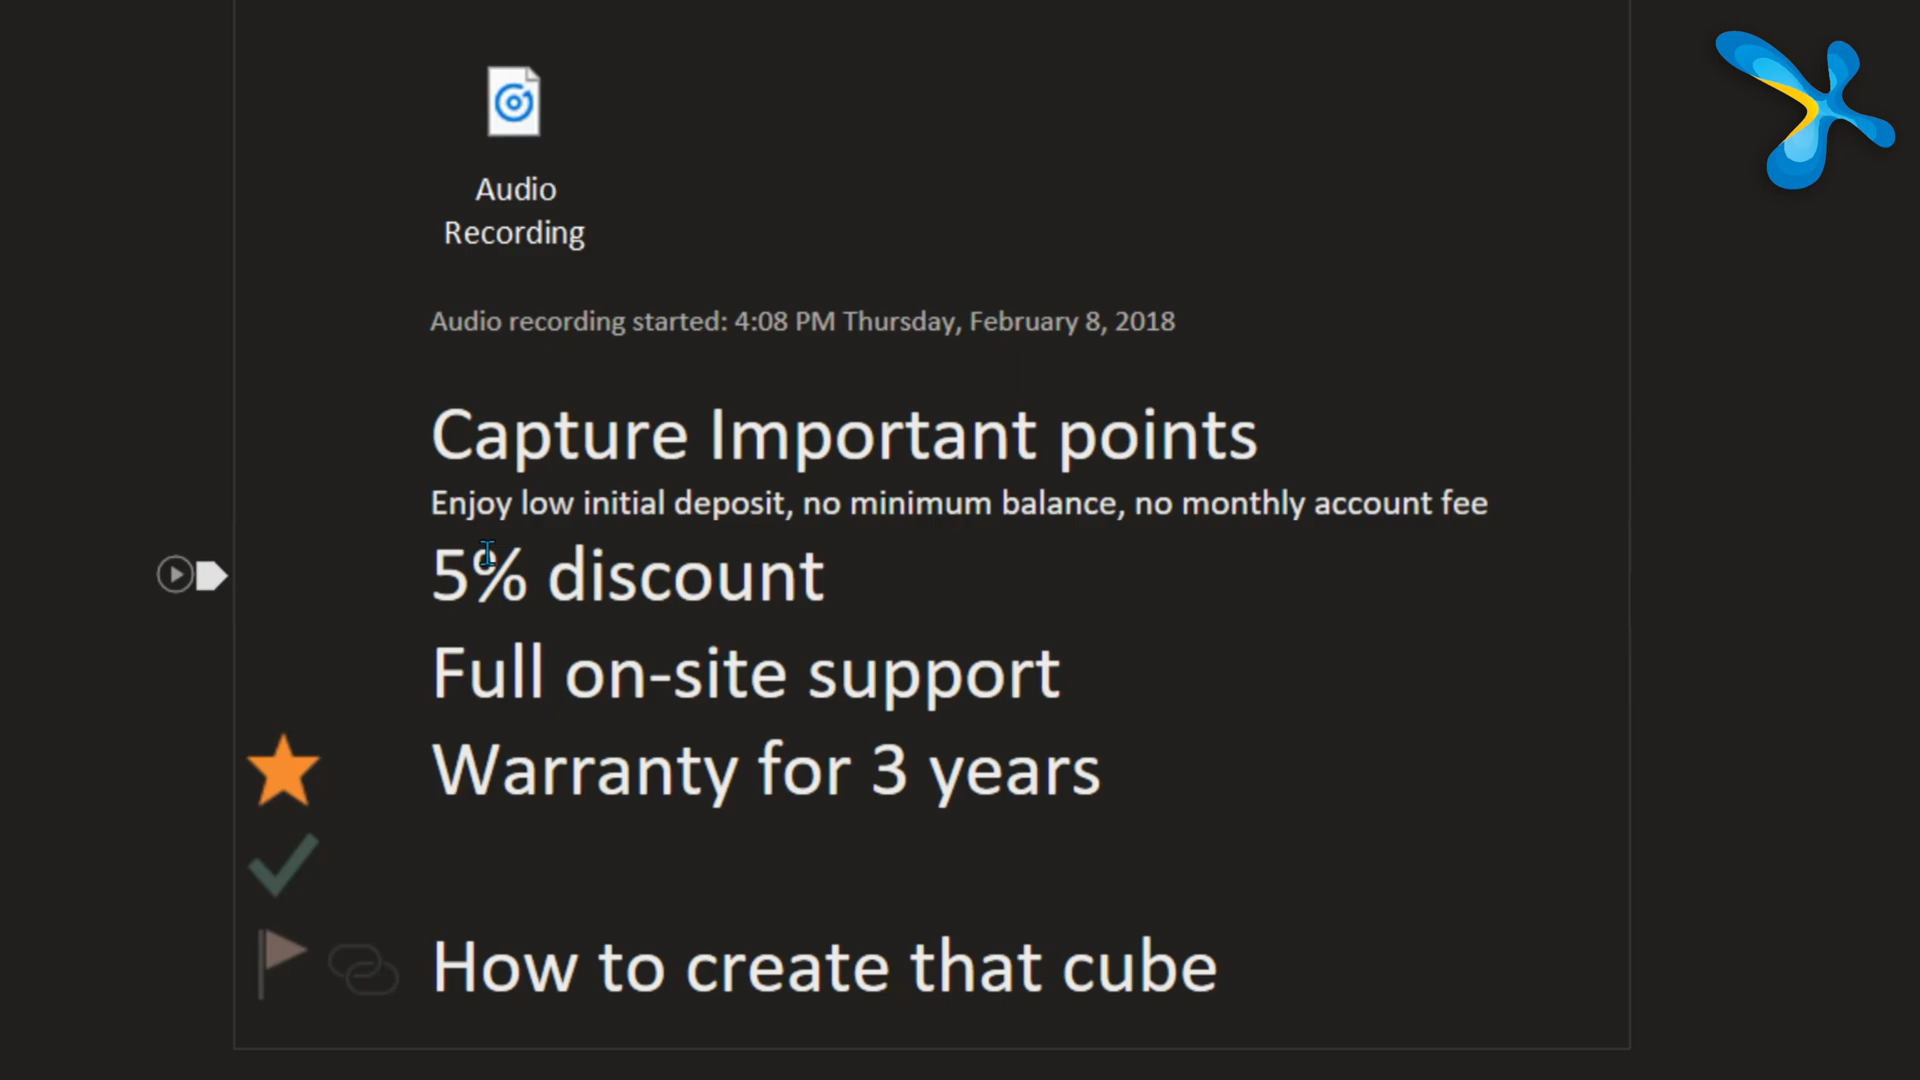 Audio
Recording
Audio recording started: 4:08 PM Thursday, February 8, 2018
Capture Important points
Enjoy low initial deposit, no minimum balance, no monthly account fee
5% discount
Full on-site support
Warranty for 3 years
How to create that cube